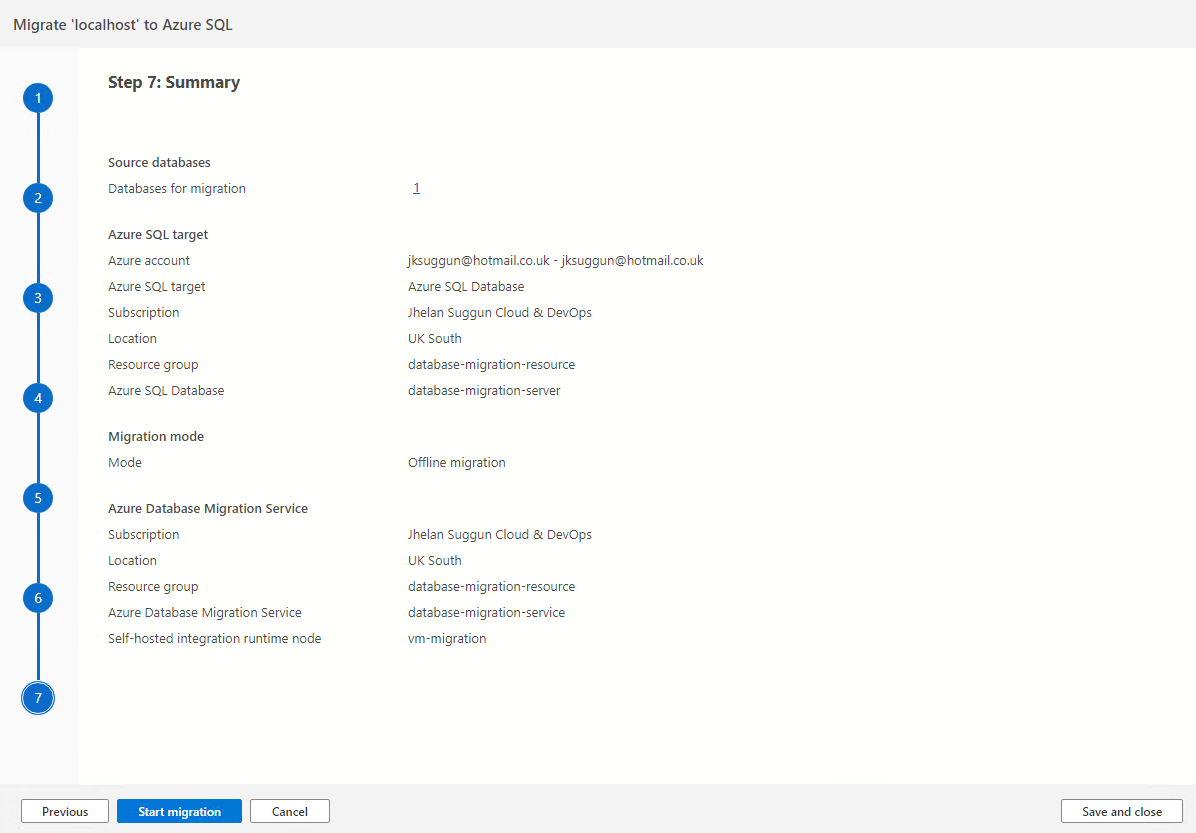 Migrate 'localhost' to Azure SQL
Step 7: Summary
1
2
3
4
5
6
7
Source databases
Databases for migration 1
Azure SQL target
Azure account jksuggun@hotmail.co.uk - jksuggun@hotmail.co.uk
Azure SQL target Azure SQL Database
Subscription Jhelan Suggun Cloud & DevOps
Location UK South
Resource group database-migration-resource
Azure SQL Database database-migration-server
Migration mode
Mode Offline migration
Azure Database Migration Service
Subscription Jhelan Suggun Cloud & DevOps
Location UK South
Resource group database-migration-resource
Azure Database Migration Service database-migration-service
Self-hosted integration runtime node vm-migration
Previous Start migration Cancel Save and close